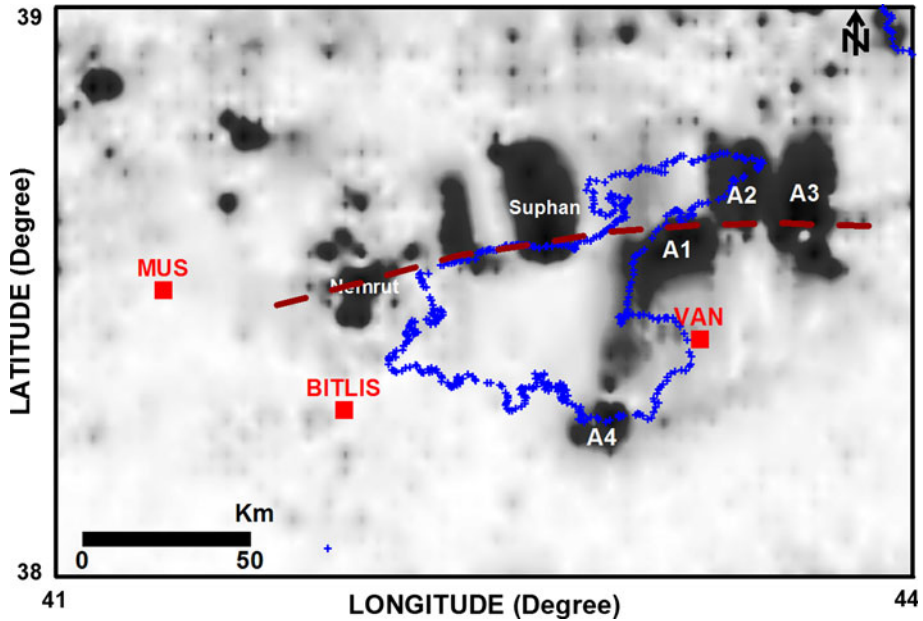 39
N
A2
A3
Suphan
A1
MUS
Nemrut
VAN
BITLIS
A4
Km
0
50
38
41
44
LATITUDE (Degree)
LONGITUDE (Degree)